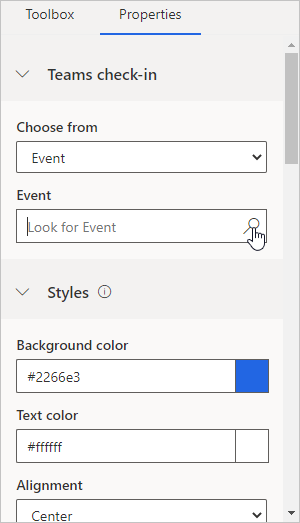 Toolbox Properties
Teams check-in
Choose from
Event
Event
Look for Event
Styles
Background color
#2266e3
Text color
#ffffff
Alignment
Center